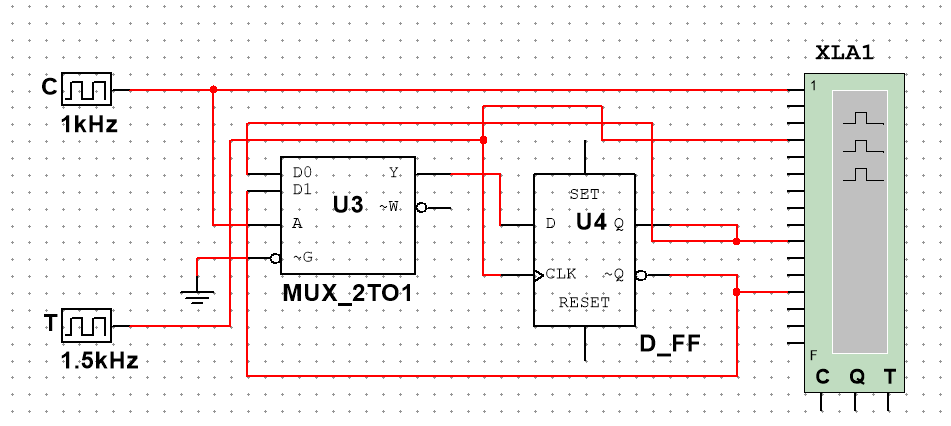 XLA1
C
1
1kHz
D0 Y
D1
U3 ~W
SET
U4
A
D Q
~G
CLK ~Q
MUX_2TO1
RESET
T
D_FF
1.5kHz
F
C Q T